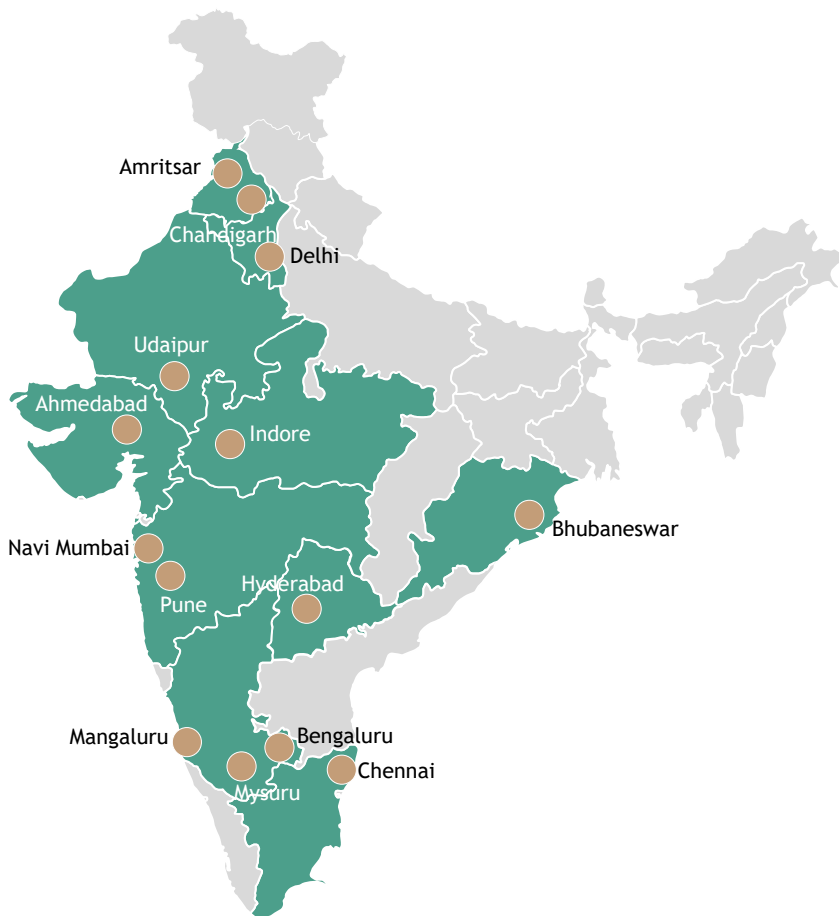 Amritsar
Chandigarh
Delhi
Udaipur
Ahmedabad
Indore
Bhubaneswar
Navi Mumbai
Hyderabad
Pune
Mangaluru
Bengaluru
Chennai
Mysuru